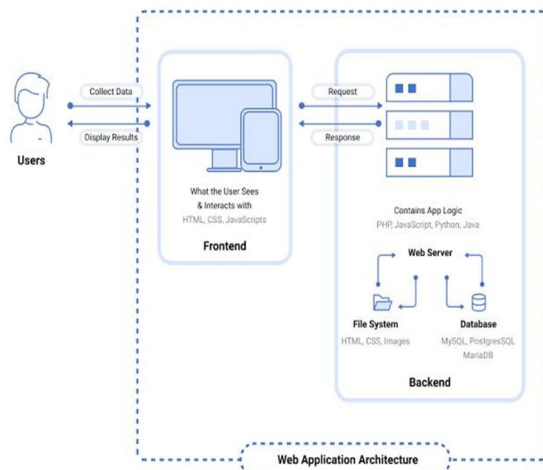 Collect Data
Display Results
Users
What the User Sees
& Interacts with
HTML, CSS, JavaScripts
Frontend
Request
Response
Contains App Logic
PHP, JavaScript, Python, Java
Web Server
File System
HTML, CSS, Images
Database
MySQL, PostgresSQL
MariaDB
Backend
Web Application Architecture